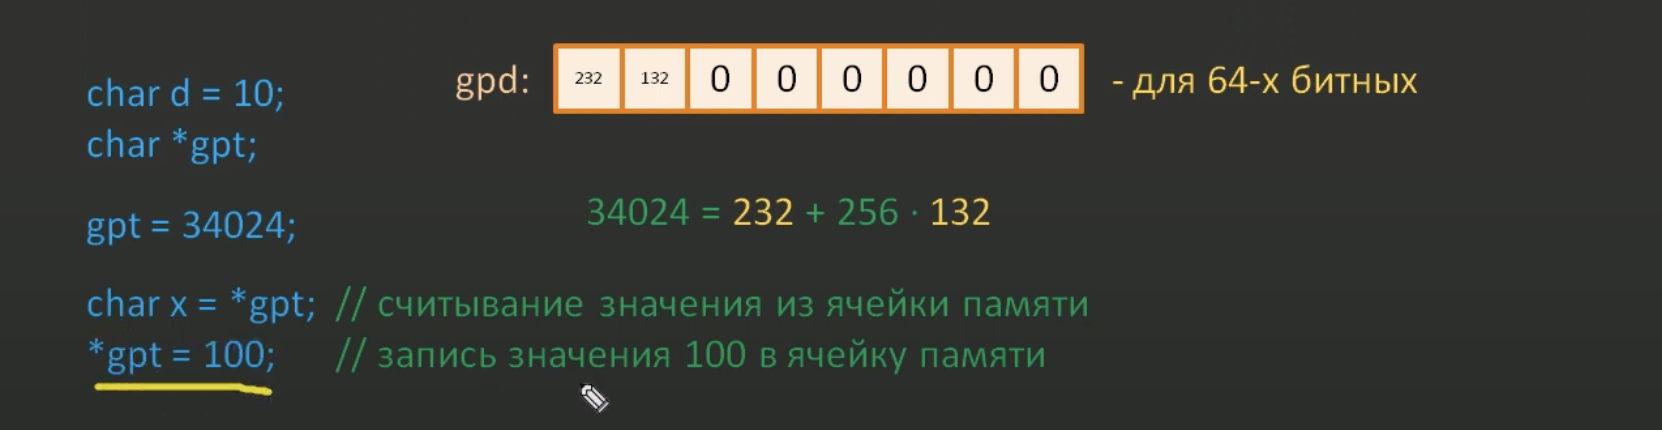 char d = 10;
char *gpt;
gpd: 232 132 0 0 0 0 0 0 - для 64-х битных
gpt = 34024;
34024 = 232 + 256 · 132
char x = *gpt; // считывание значения из ячейки памяти
*gpt = 100; // запись значения 100 в ячейку памяти